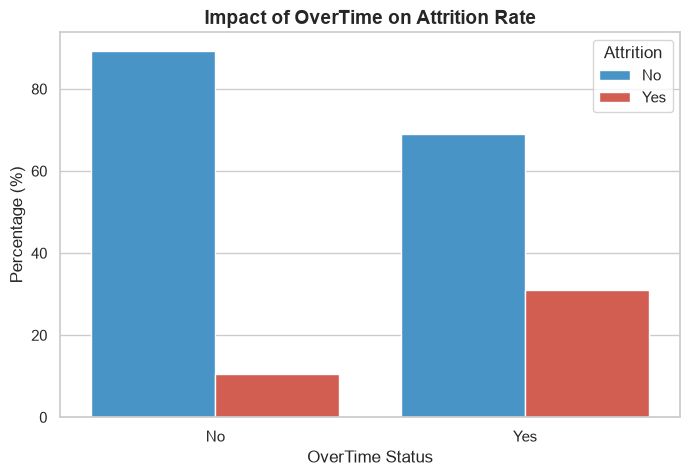 Impact of OverTime on Attrition Rate
Attrition
No
Yes
Percentage (%)
80
60
40
20
0
No
Yes
OverTime Status